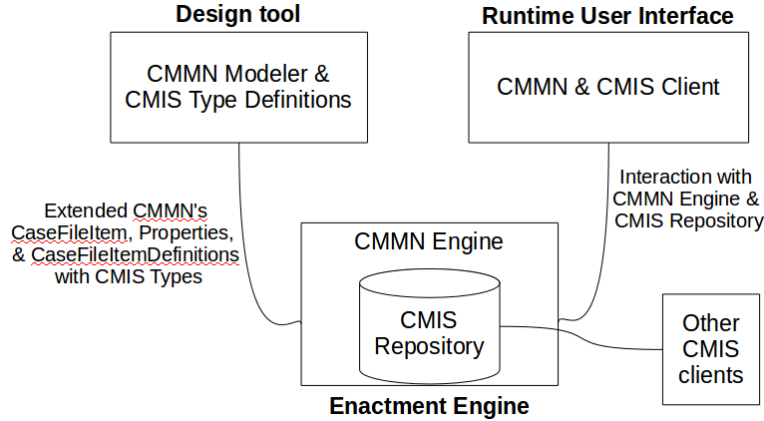 Design tool
Runtime User Interface
CMMN Modeler &
CMIS Type Definitions
CMMN & CMIS Client
Extended CMMN's
CaseFileItem, Properties,
& CaseFileItemDefinitions
with CMIS Types
Interaction with
CMMN Engine &
CMIS Repository
CMMN Engine
CMIS
Repository
Other
CMIS
clients
Enactment Engine